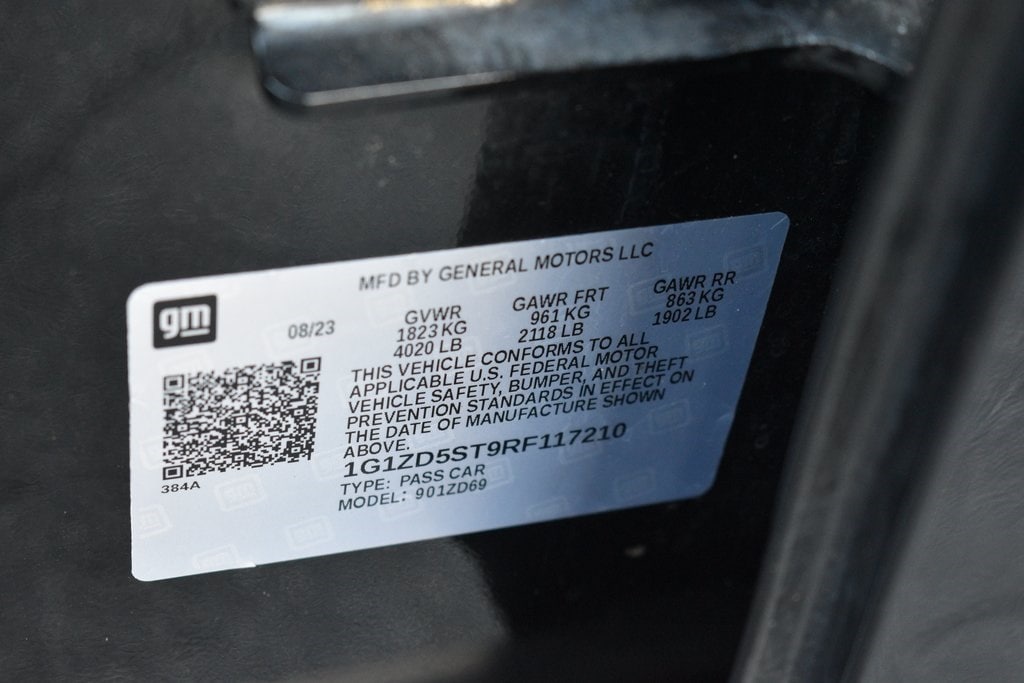 MFD BY GENERAL MOTORS LLC
gm
08/23
GVWR GAWR FRT GAWR RR
1823 KG 961 KG 863 KG
4020 LB 2118 LB 1902 LB
THIS VEHICLE CONFORMS TO ALL
APPLICABLE U.S. FEDERAL MOTOR
VEHICLE SAFETY, BUMPER, AND THEFT
PREVENTION STANDARDS IN EFFECT ON
THE DATE OF MANUFACTURE SHOWN
ABOVE.
1G1ZD5ST9RF117210
TYPE: PASS CAR
MODEL: 901ZD69
384A